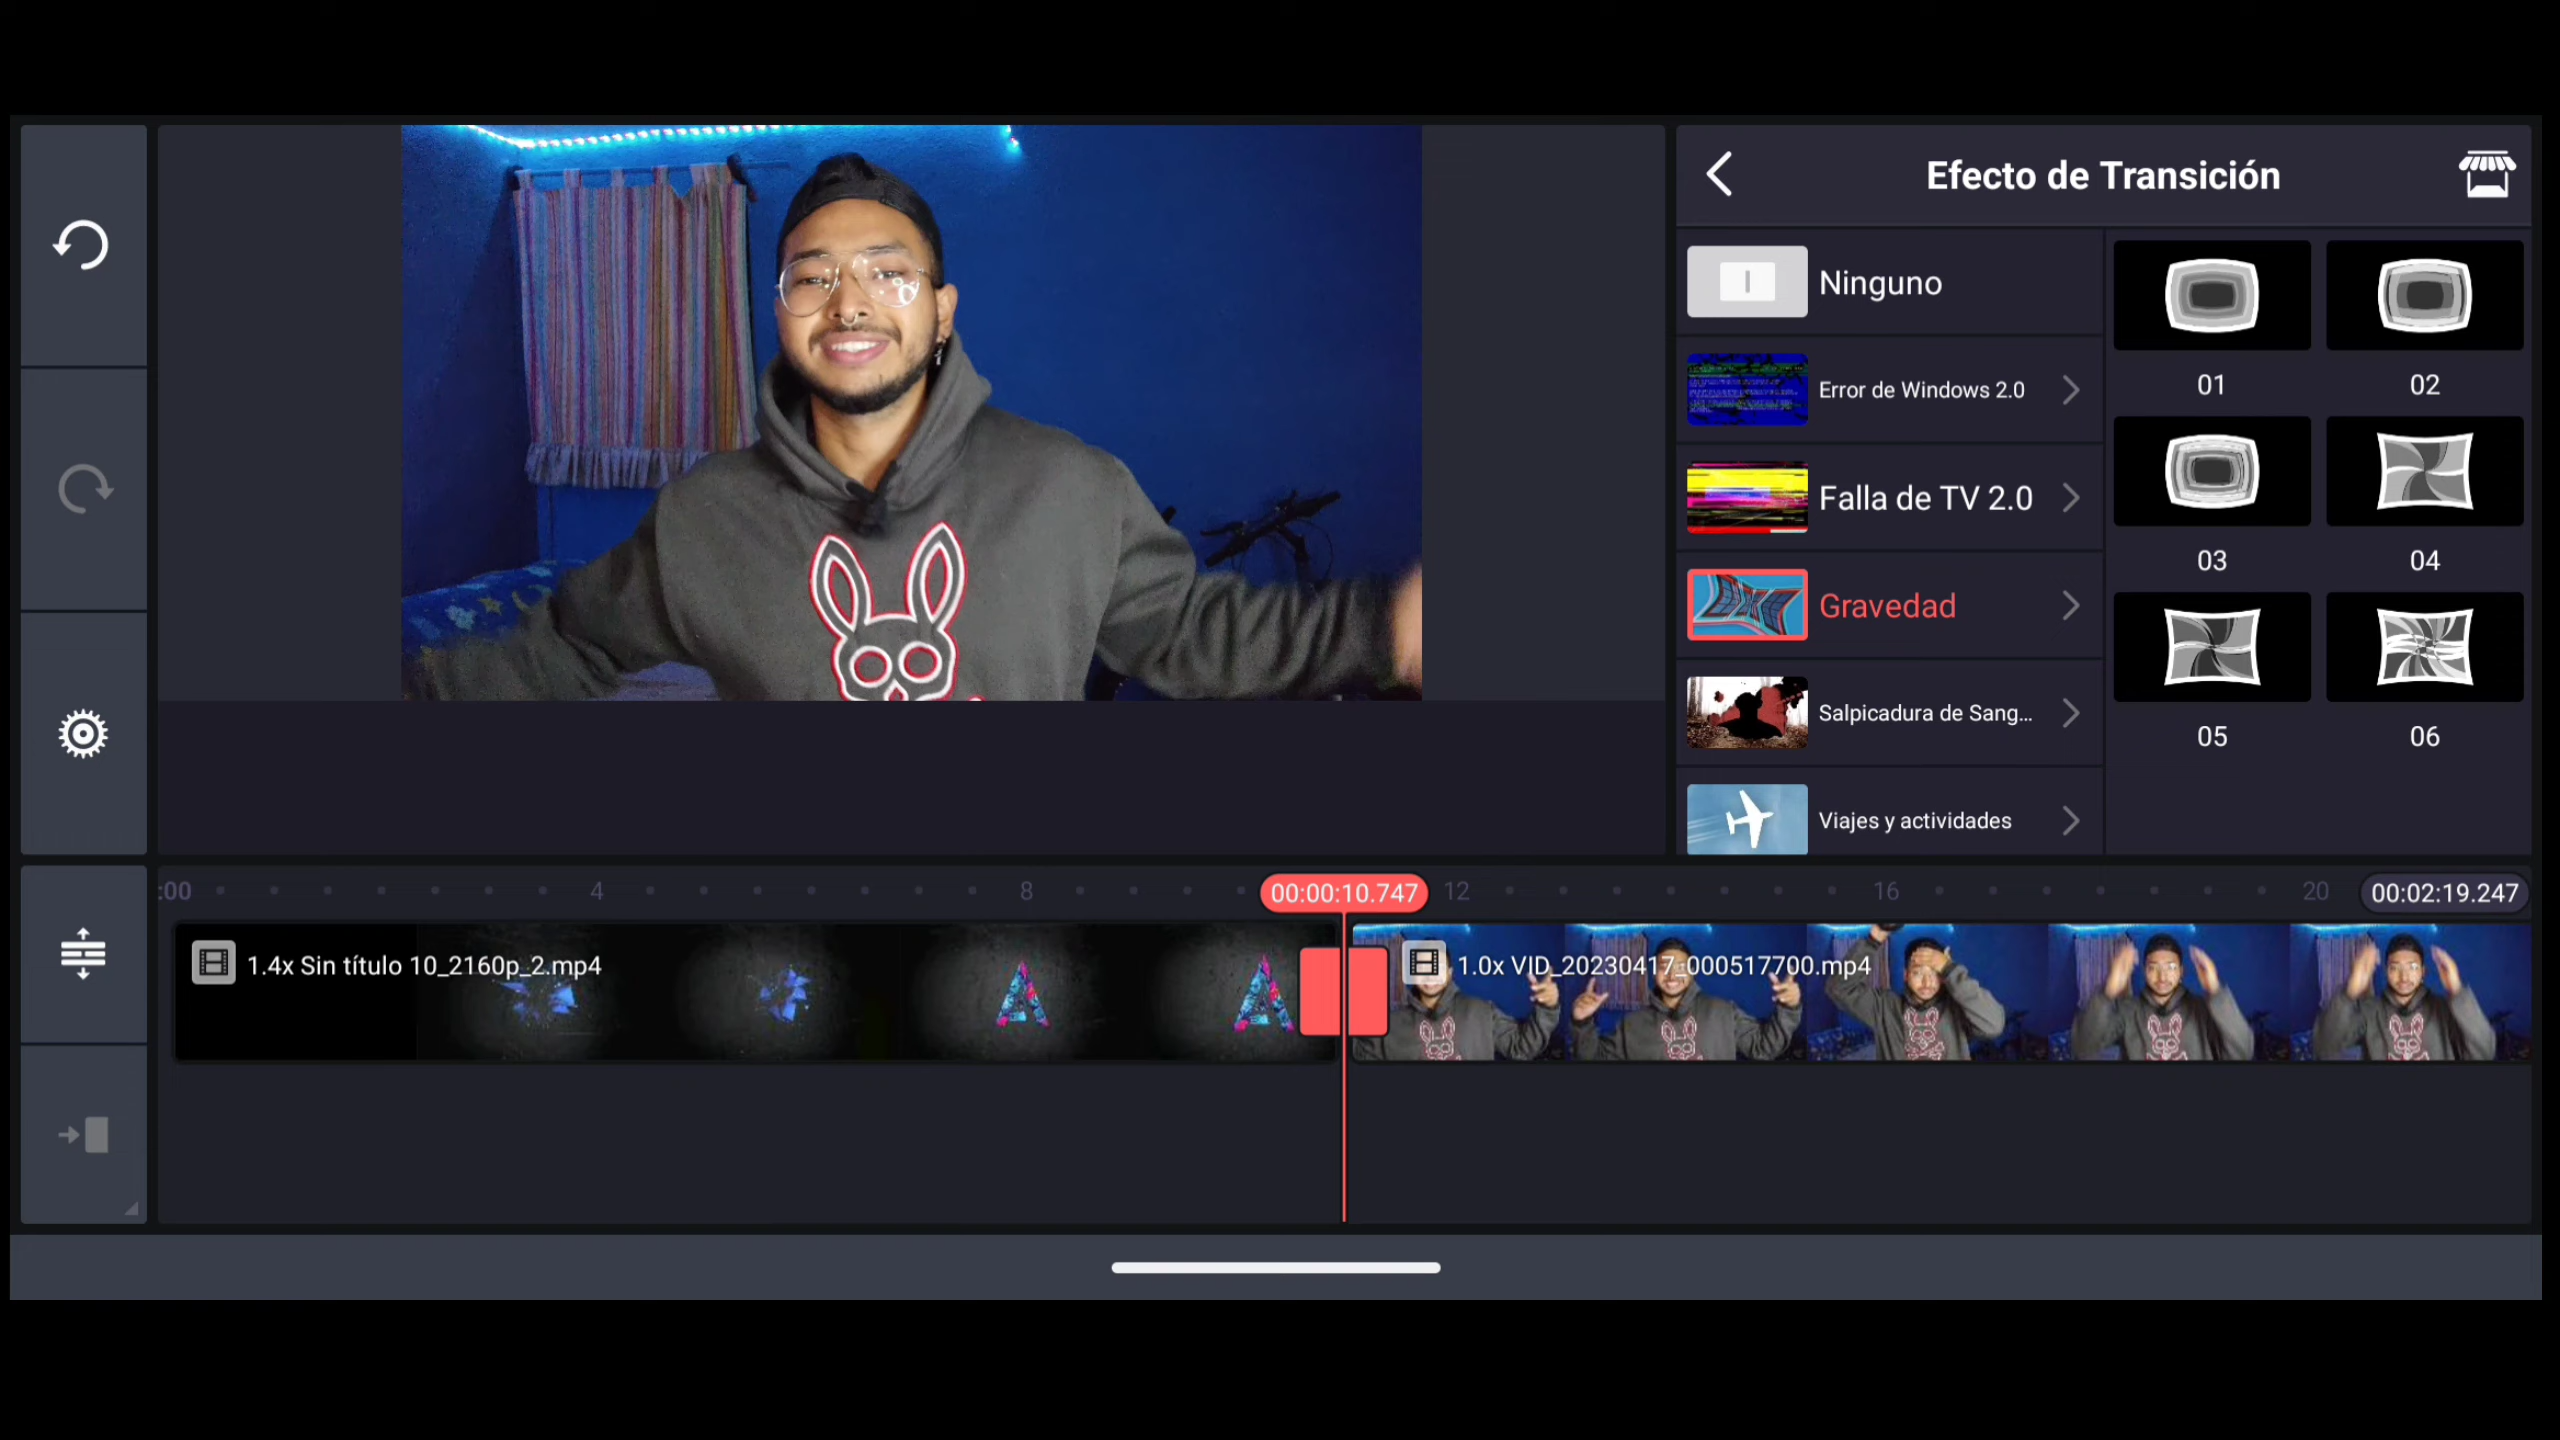 Efecto de Transición
Ninguno
Error de Windows 2.0
Falla de TV 2.0
Gravedad
Salpicadura de Sang...
Viajes y actividades
01
02
03
04
05
06
:00
4
8
00:00:10.747
12
16
20
00:02:19.247
1.4x Sin título 10_2160p_2.mp4
1.0x VID_20230417_000517700.mp4